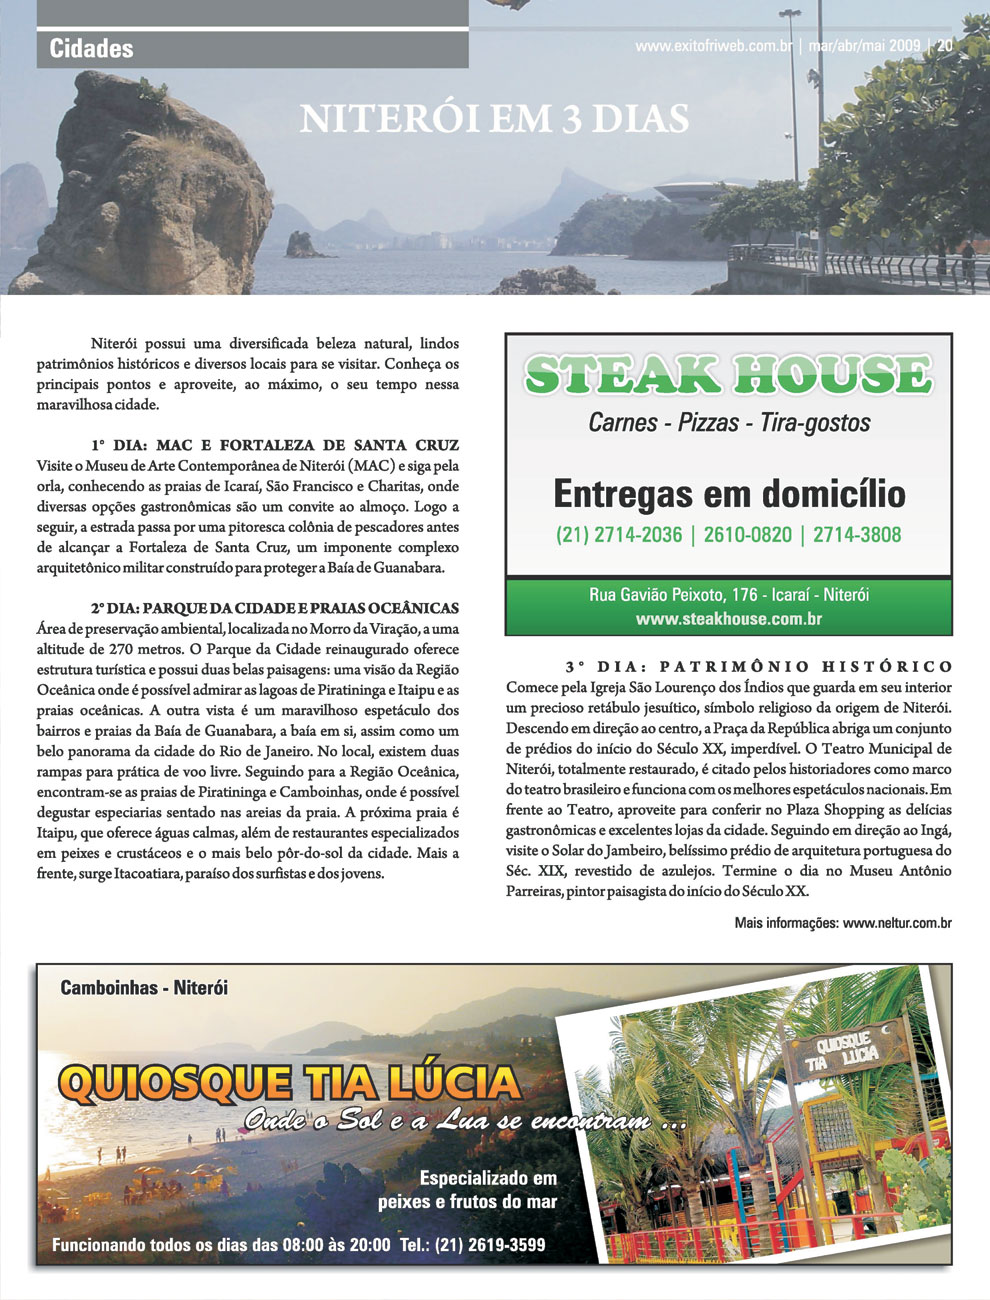 Cidades
www.exitofriweb.com.br | mar/abr/mai 2009 | 20
NITERÓI EM 3 DIAS
Niterói possui uma diversificada beleza natural, lindos
patrimônios históricos e diversos locais para se visitar. Conheça os
principais pontos e aproveite, ao máximo, o seu tempo nessa
maravilhosa cidade.
1° DIA: MAC E FORTALEZA DE SANTA CRUZ
Visite o Museu de Arte Contemporânea de Niterói (MAC) e siga pela
orla, conhecendo as praias de Icaraí, São Francisco e Charitas, onde
diversas opções gastronômicas são um convite ao almoço. Logo a
seguir, a estrada passa por uma pitoresca colônia de pescadores antes
de alcançar a Fortaleza de Santa Cruz, um imponente complexo
arquitetônico militar construído para proteger a Baía de Guanabara.
2° DIA: PARQUE DA CIDADE E PRAIAS OCEÂNICAS
Área de preservação ambiental, localizada no Morro da Viração, a uma
altitude de 270 metros. O Parque da Cidade reinaugurado oferece
estrutura turística e possui duas belas paisagens: uma visão da Região
Oceânica onde é possível admirar as lagoas de Piratininga e Itaipu e as
praias oceânicas. A outra vista é um maravilhoso espetáculo dos
bairros e praias da Baía de Guanabara, a baía em si, assim como um
belo panorama da cidade do Rio de Janeiro. No local, existem duas
rampas para prática de voo livre. Seguindo para a Região Oceânica,
encontram-se as praias de Piratininga e Camboinhas, onde é possível
degustar especiarias sentado nas areias da praia. A próxima praia é
Itaipu, que oferece águas calmas, além de restaurantes especializados
em peixes e crustáceos e o mais belo pôr-do-sol da cidade. Mais a
frente, surge Itacoatiara, paraíso dos surfistas e dos jovens.
STEAK HOUSE
Carnes - Pizzas - Tira-gostos
Entregas em domicílio
(21) 2714-2036 | 2610-0820 | 2714-3808
Rua Gavião Peixoto, 176 - Icaraí - Niterói
www.steakhouse.com.br
3° DIA: PATRIMÔNIO HISTÓRICO
Comece pela Igreja São Lourenço dos Índios que guarda em seu interior
um precioso retábulo jesuítico, símbolo religioso da origem de Niterói.
Descendo em direção ao centro, a Praça da República abriga um conjunto
de prédios do início do Século XX, imperdível. O Teatro Municipal de
Niterói, totalmente restaurado, é citado pelos historiadores como marco
do teatro brasileiro e funciona com os melhores espetáculos nacionais. Em
frente ao Teatro, aproveite para conferir no Plaza Shopping as delícias
gastronômicas e excelentes lojas da cidade. Seguindo em direção ao Ingá,
visite o Solar do Jambeiro, belíssimo prédio de arquitetura portuguesa do
Séc. XIX, revestido de azulejos. Termine o dia no Museu Antônio
Parreiras, pintor paisagista do início do Século XX.
Mais informações: www.neltur.com.br
Camboinhas - Niterói
QUIOSQUE TIA LÚCIA
Onde o Sol e a Lua se encontram ...
Especializado em
peixes e frutos do mar
Funcionando todos os dias das 08:00 às 20:00 Tel.: (21) 2619-3599
QUIOSQUE
TIA LÚCIA